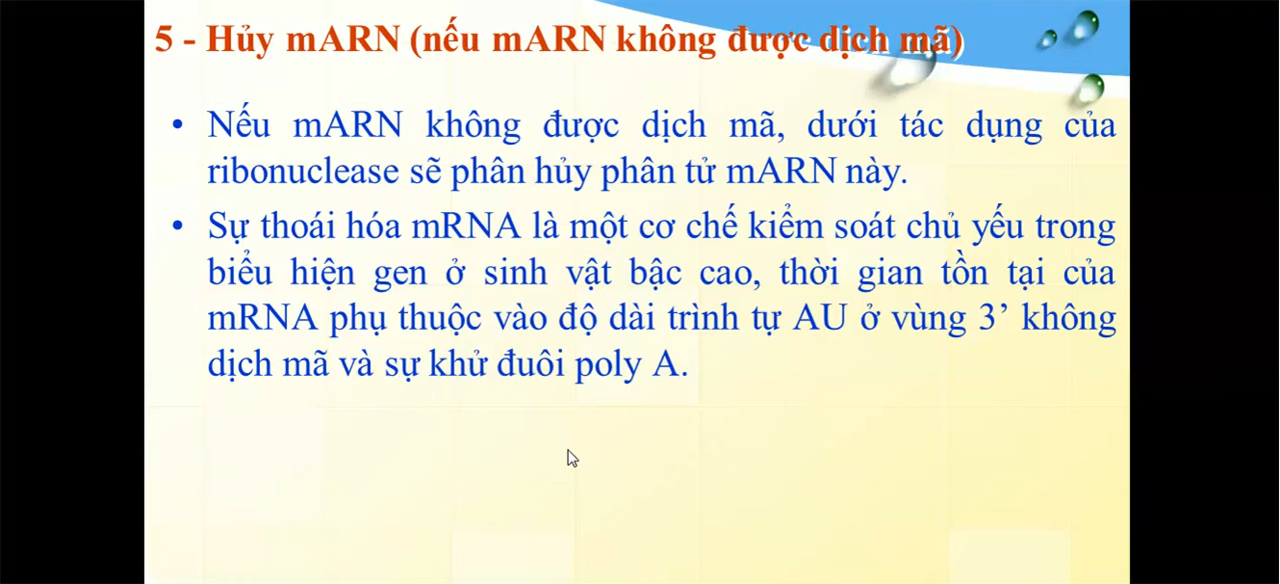 5 - Hủy mARN (nếu mARN không được dịch mã)
• Nếu mARN không được dịch mã, dưới tác dụng của
ribonuclease sẽ phân hủy phân tử mARN này.
• Sự thoái hóa mRNA là một cơ chế kiểm soát chủ yếu trong
biểu hiện gen ở sinh vật bậc cao, thời gian tồn tại của
mRNA phụ thuộc vào độ dài trình tự AU ở vùng 3’ không
dịch mã và sự khử đuôi poly A.